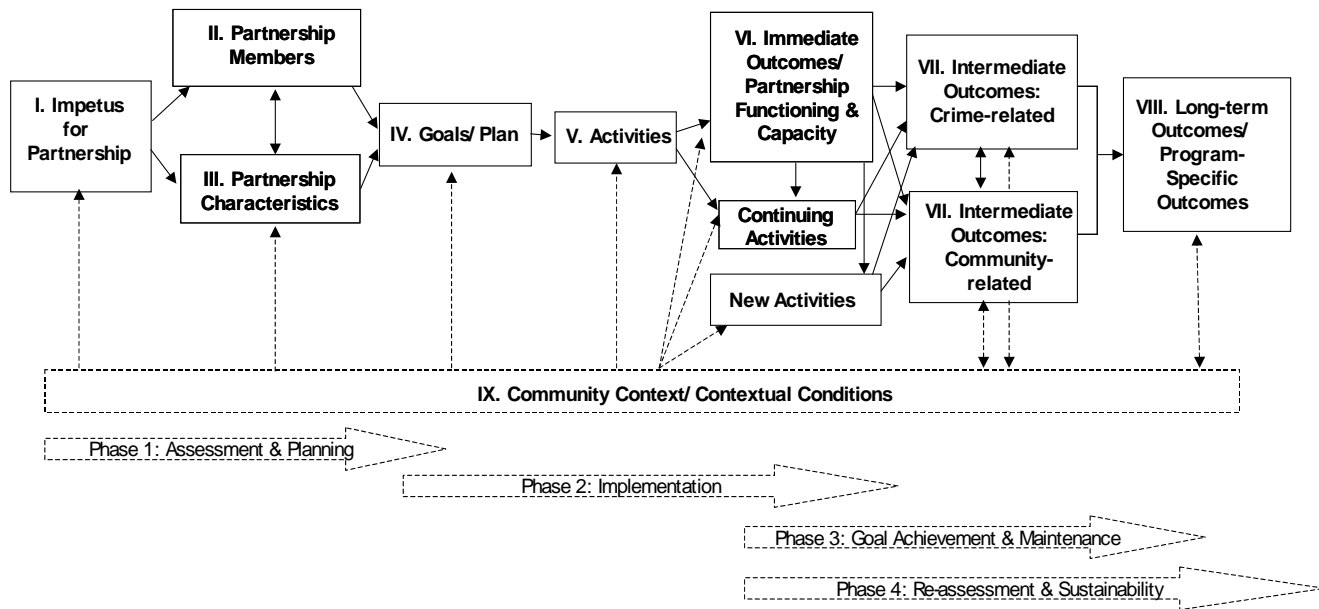 I. Impetus
for
Partnership
II. Partnership
Members
III. Partnership
Characteristics
IV. Goals/ Plan
V. Activities
VI. Immediate
Outcomes/
Partnership
Functioning &
Capacity
Continuing
Activities
New Activities
VII. Intermediate
Outcomes:
Crime-related
VII. Intermediate
Outcomes:
Community-
related
VIII. Long-term
Outcomes/
Program-
Specific
Outcomes
IX. Community Context/ Contextual Conditions
Phase 1: Assessment & Planning
Phase 2: Implementation
Phase 3: Goal Achievement & Maintenance
Phase 4: Re-assessment & Sustainability